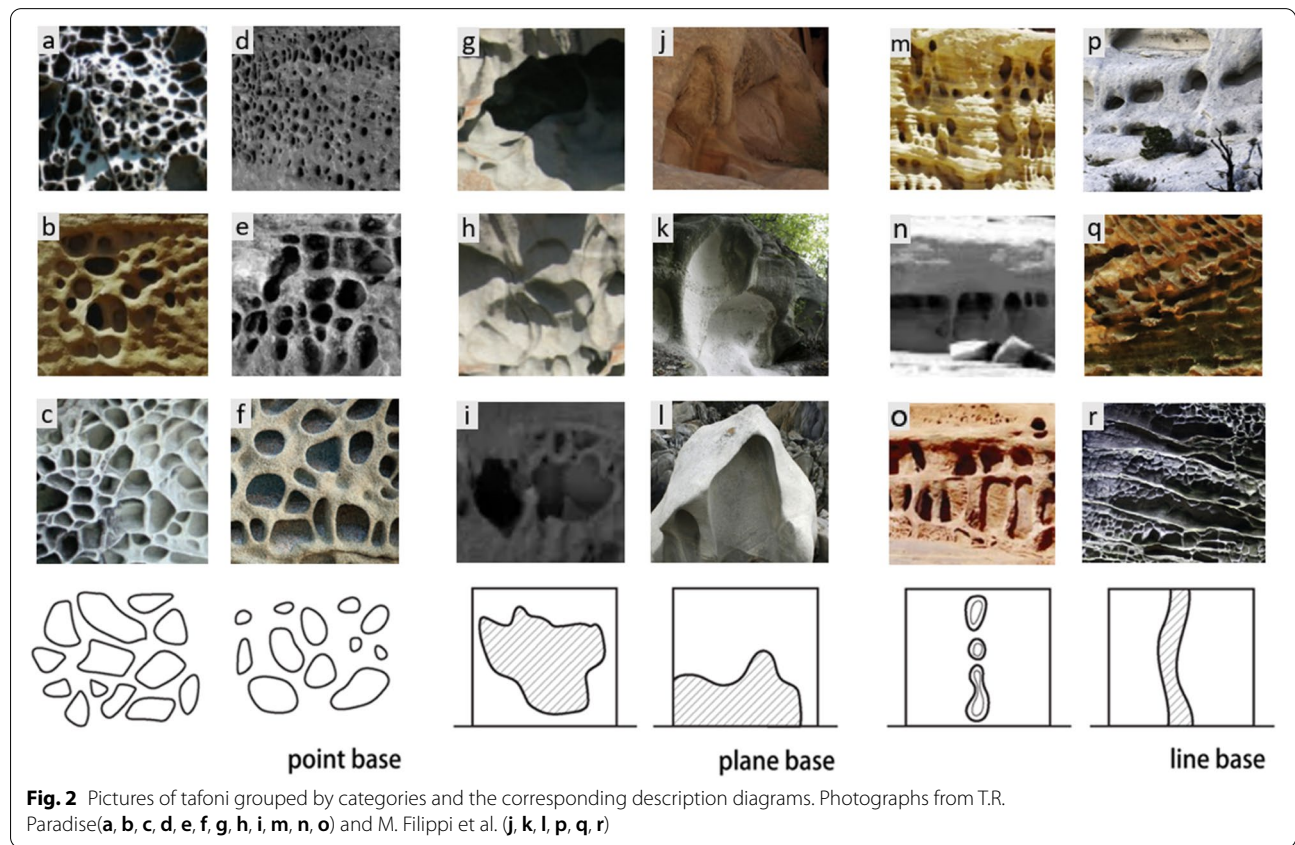 a
d
g
j
m
p
b
e
h
k
n
q
c
f
i
l
o
r
point base
plane base
line base
Fig. 2 Pictures of tafoni grouped by categories and the corresponding description diagrams. Photographs from T.R.
Paradise(a, b, c, d, e, f, g, h, i, m, n, o) and M. Filippi et al. (j, k, l, p, q, r)